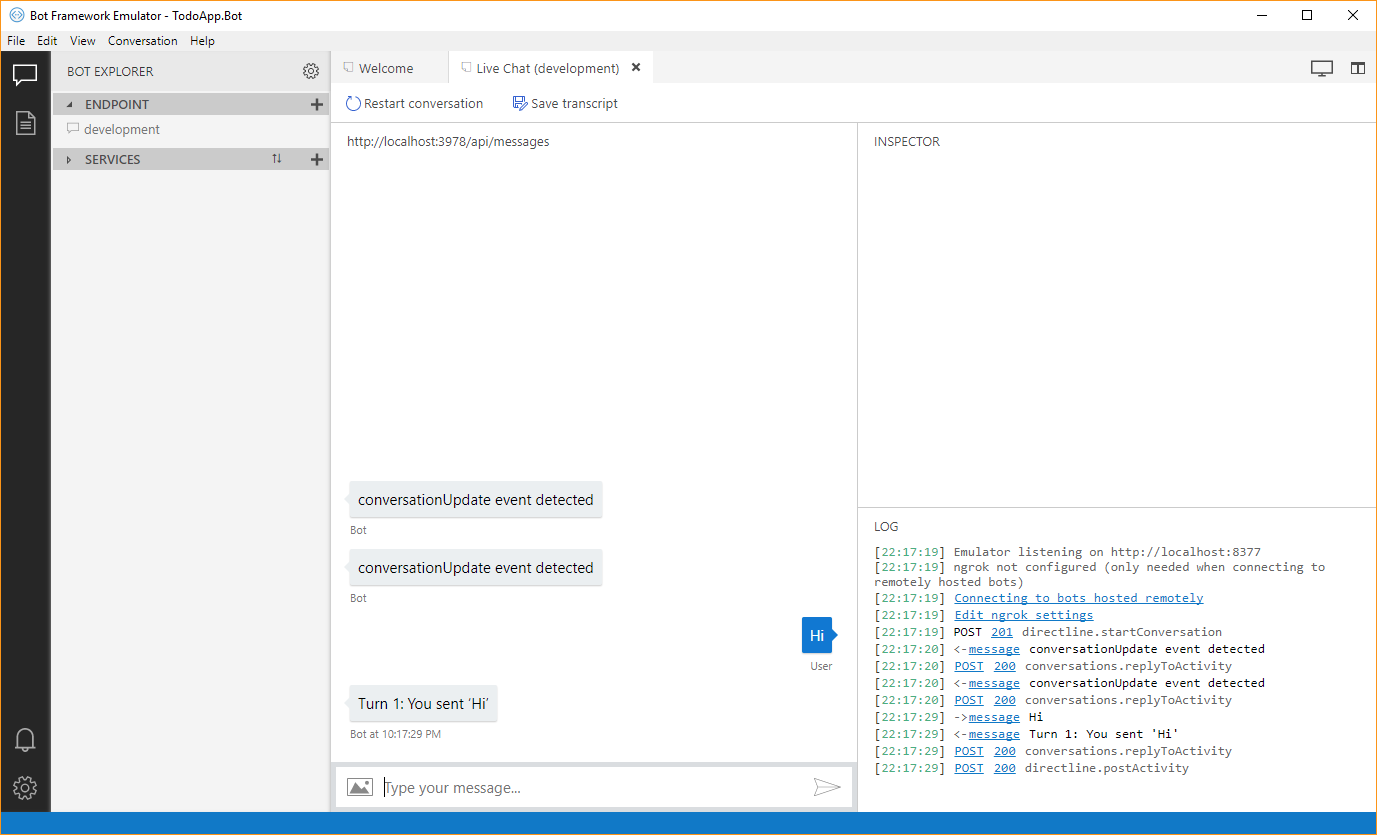 Bot Framework Emulator - TodoApp.Bot
File Edit View Conversation Help
BOT EXPLORER
ENDPOINT
development
SERVICES
Welcome
Live Chat (development)
Restart conversation
Save transcript
http://localhost:3978/api/messages
conversationUpdate event detected
Bot
conversationUpdate event detected
Bot
Hi
User
Turn 1: You sent 'Hi'
Bot at 10:17:29 PM
Type your message...
INSPECTOR
LOG
[22:17:19] Emulator listening on http://localhost:8377
[22:17:19] ngrok not configured (only needed when connecting to
remotely hosted bots)
[22:17:19] Connecting to bots hosted remotely
[22:17:19] Edit ngrok settings
[22:17:19] POST 201 directline.startConversation
[22:17:20] <-message conversationUpdate event detected
[22:17:20] POST 200 conversations.replyToActivity
[22:17:20] <-message conversationUpdate event detected
[22:17:20] POST 200 conversations.replyToActivity
[22:17:29] ->message Hi
[22:17:29] <-message Turn 1: You sent 'Hi'
[22:17:29] POST 200 conversations.replyToActivity
[22:17:29] POST 200 directline.postActivity